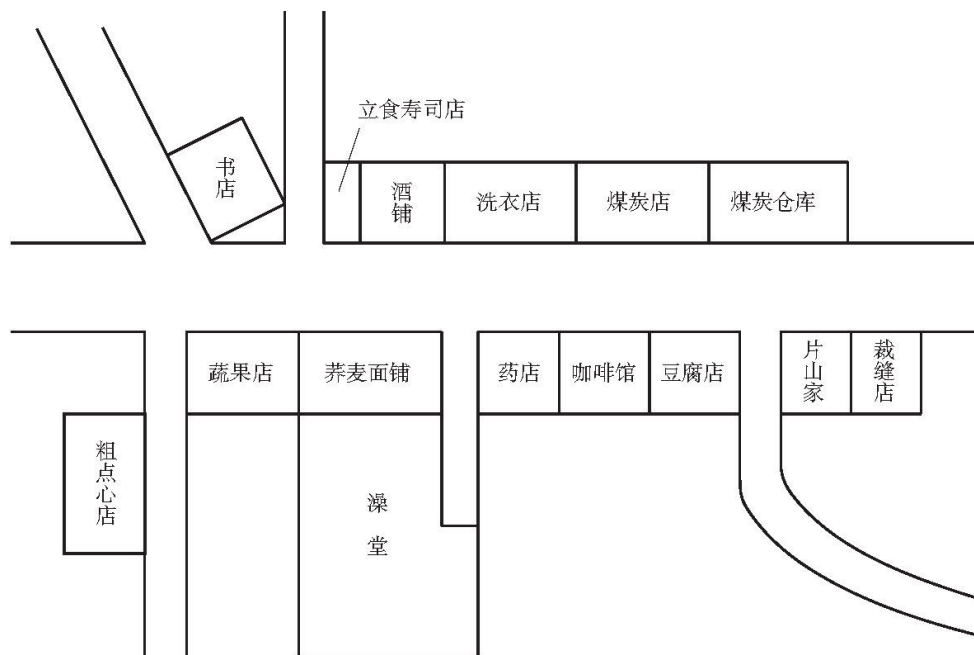 立食寿司店
书店
酒铺
洗衣店
煤炭店
煤炭仓库
蔬果店
荞麦面铺
药店
咖啡馆
豆腐店
片山家
裁缝店
粗点心店
澡堂